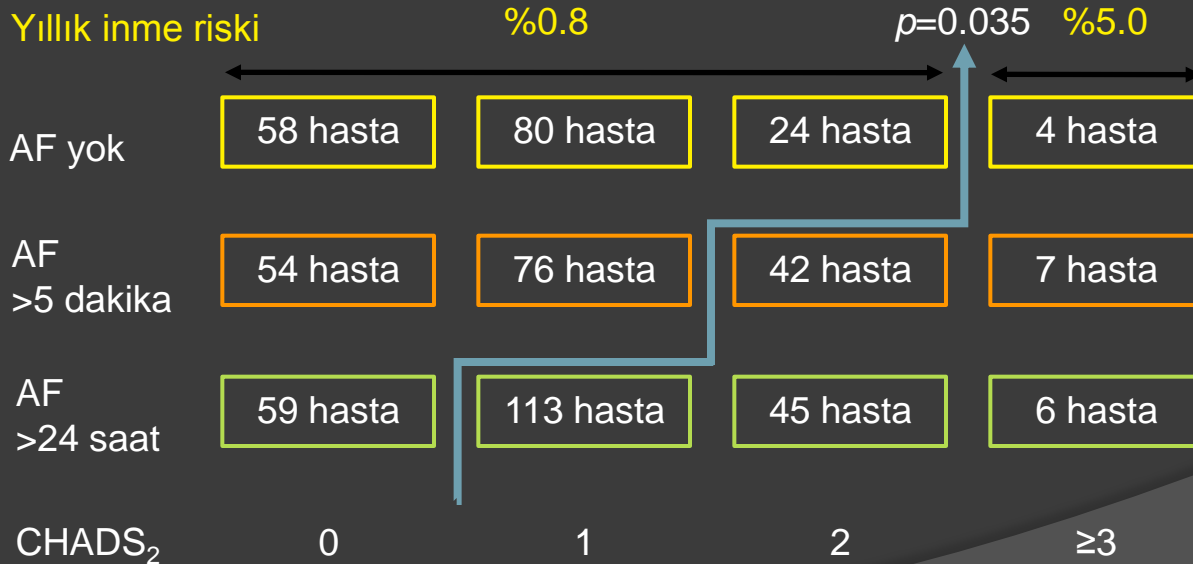 Yıllık inme riski %0.8 p=0.035 %5.0
AF yok 58 hasta 80 hasta 24 hasta 4 hasta
AF
>5 dakika 54 hasta 76 hasta 42 hasta 7 hasta
AF
>24 saat 59 hasta 113 hasta 45 hasta 6 hasta
CHADS₂ 0 1 2 ≥3